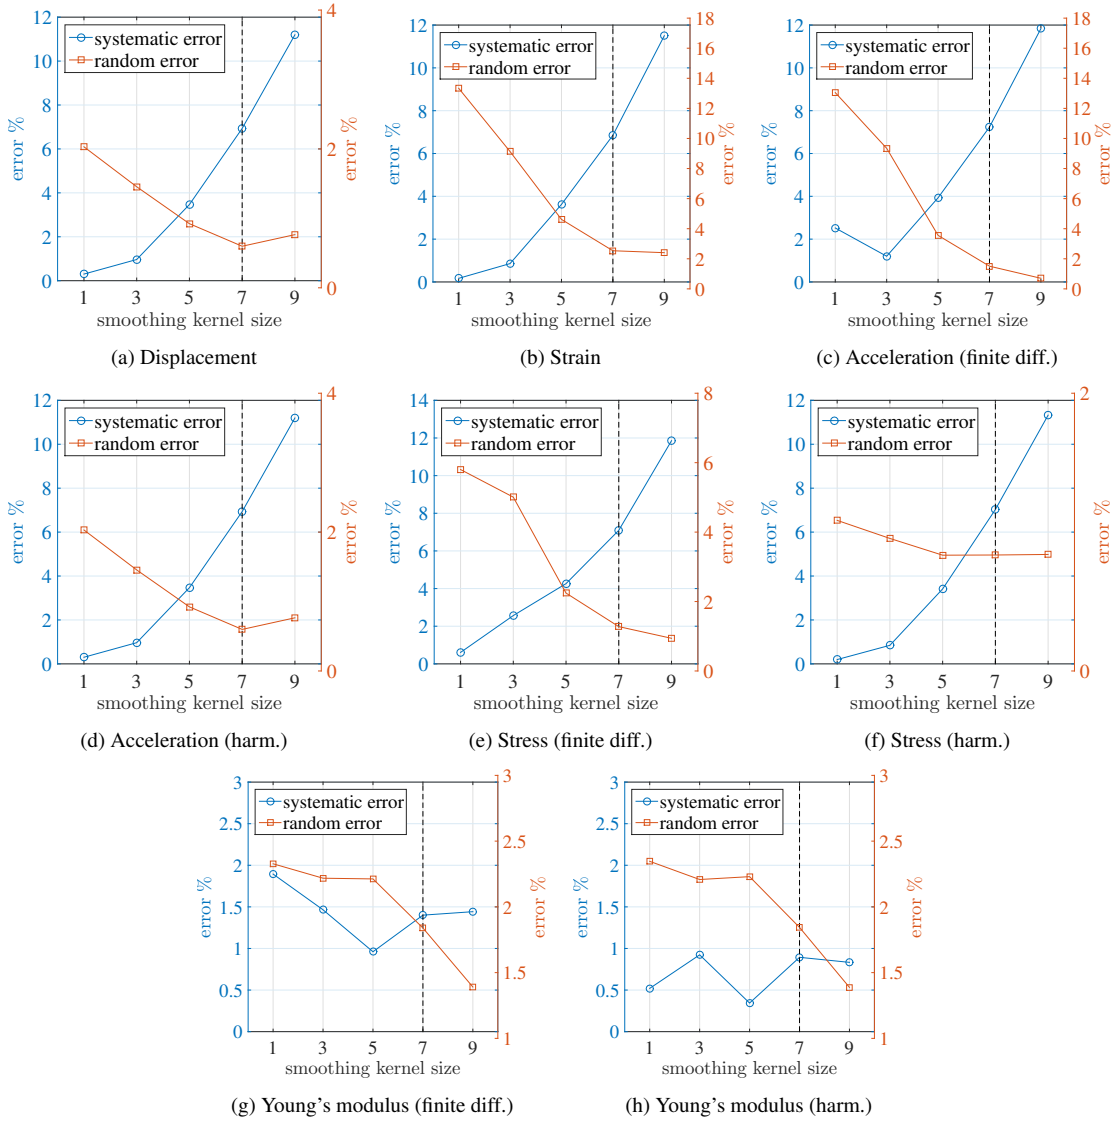 12
10
8
6
4
2
0
error %
systematic error
random error
4
2
0
error %
1 3 5 7 9
smoothing kernel size
(a) Displacement
12
10
8
6
4
2
0
error %
systematic error
random error
18
16
14
12
10
8
6
4
2
0
error %
1 3 5 7 9
smoothing kernel size
(b) Strain
12
10
8
6
4
2
0
error %
systematic error
random error
18
16
14
12
10
8
6
4
2
0
error %
1 3 5 7 9
smoothing kernel size
(c) Acceleration (finite diff.)
12
10
8
6
4
2
0
error %
systematic error
random error
4
2
0
error %
1 3 5 7 9
smoothing kernel size
(d) Acceleration (harm.)
14
12
10
8
6
4
2
0
error %
systematic error
random error
8
6
4
2
0
error %
1 3 5 7 9
smoothing kernel size
(e) Stress (finite diff.)
12
10
8
6
4
2
0
error %
systematic error
random error
2
0
error %
1 3 5 7 9
smoothing kernel size
(f) Stress (harm.)
3
2.5
2
1.5
1
0.5
0
error %
systematic error
random error
3
2.5
2
1.5
1
error %
1 3 5 7 9
smoothing kernel size
(g) Young's modulus (finite diff.)
3
2.5
2
1.5
1
0.5
0
error %
systematic error
random error
3
2.5
2
1.5
1
error %
1 3 5 7 9
smoothing kernel size
(h) Young's modulus (harm.)